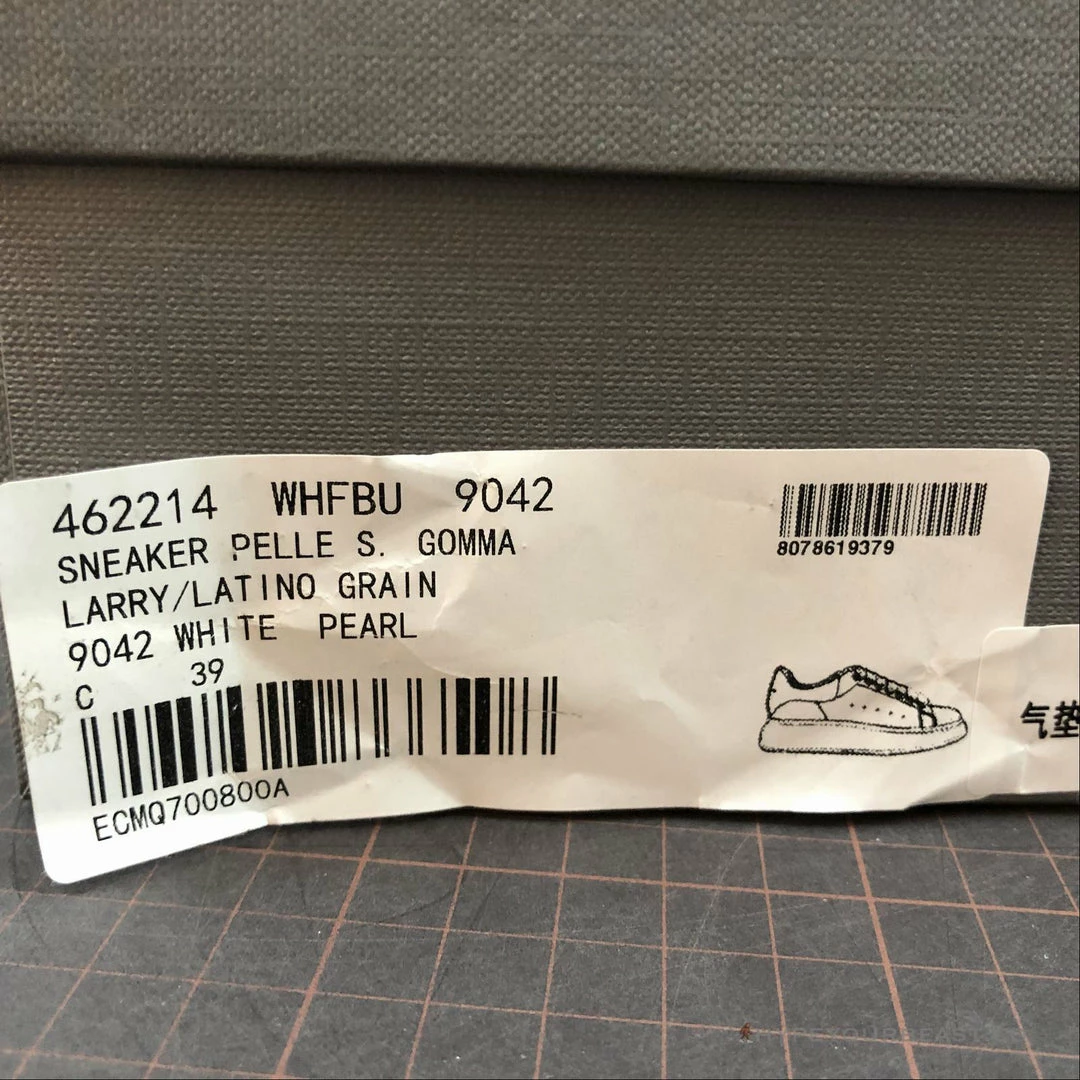 462214 WHFBU 9042
SNEAKER PELLE S. GOMMA
LARRY/LATINO GRAIN
9042 WHITE PEARL
C 39
ECMQ700800A
8078619379
气垫